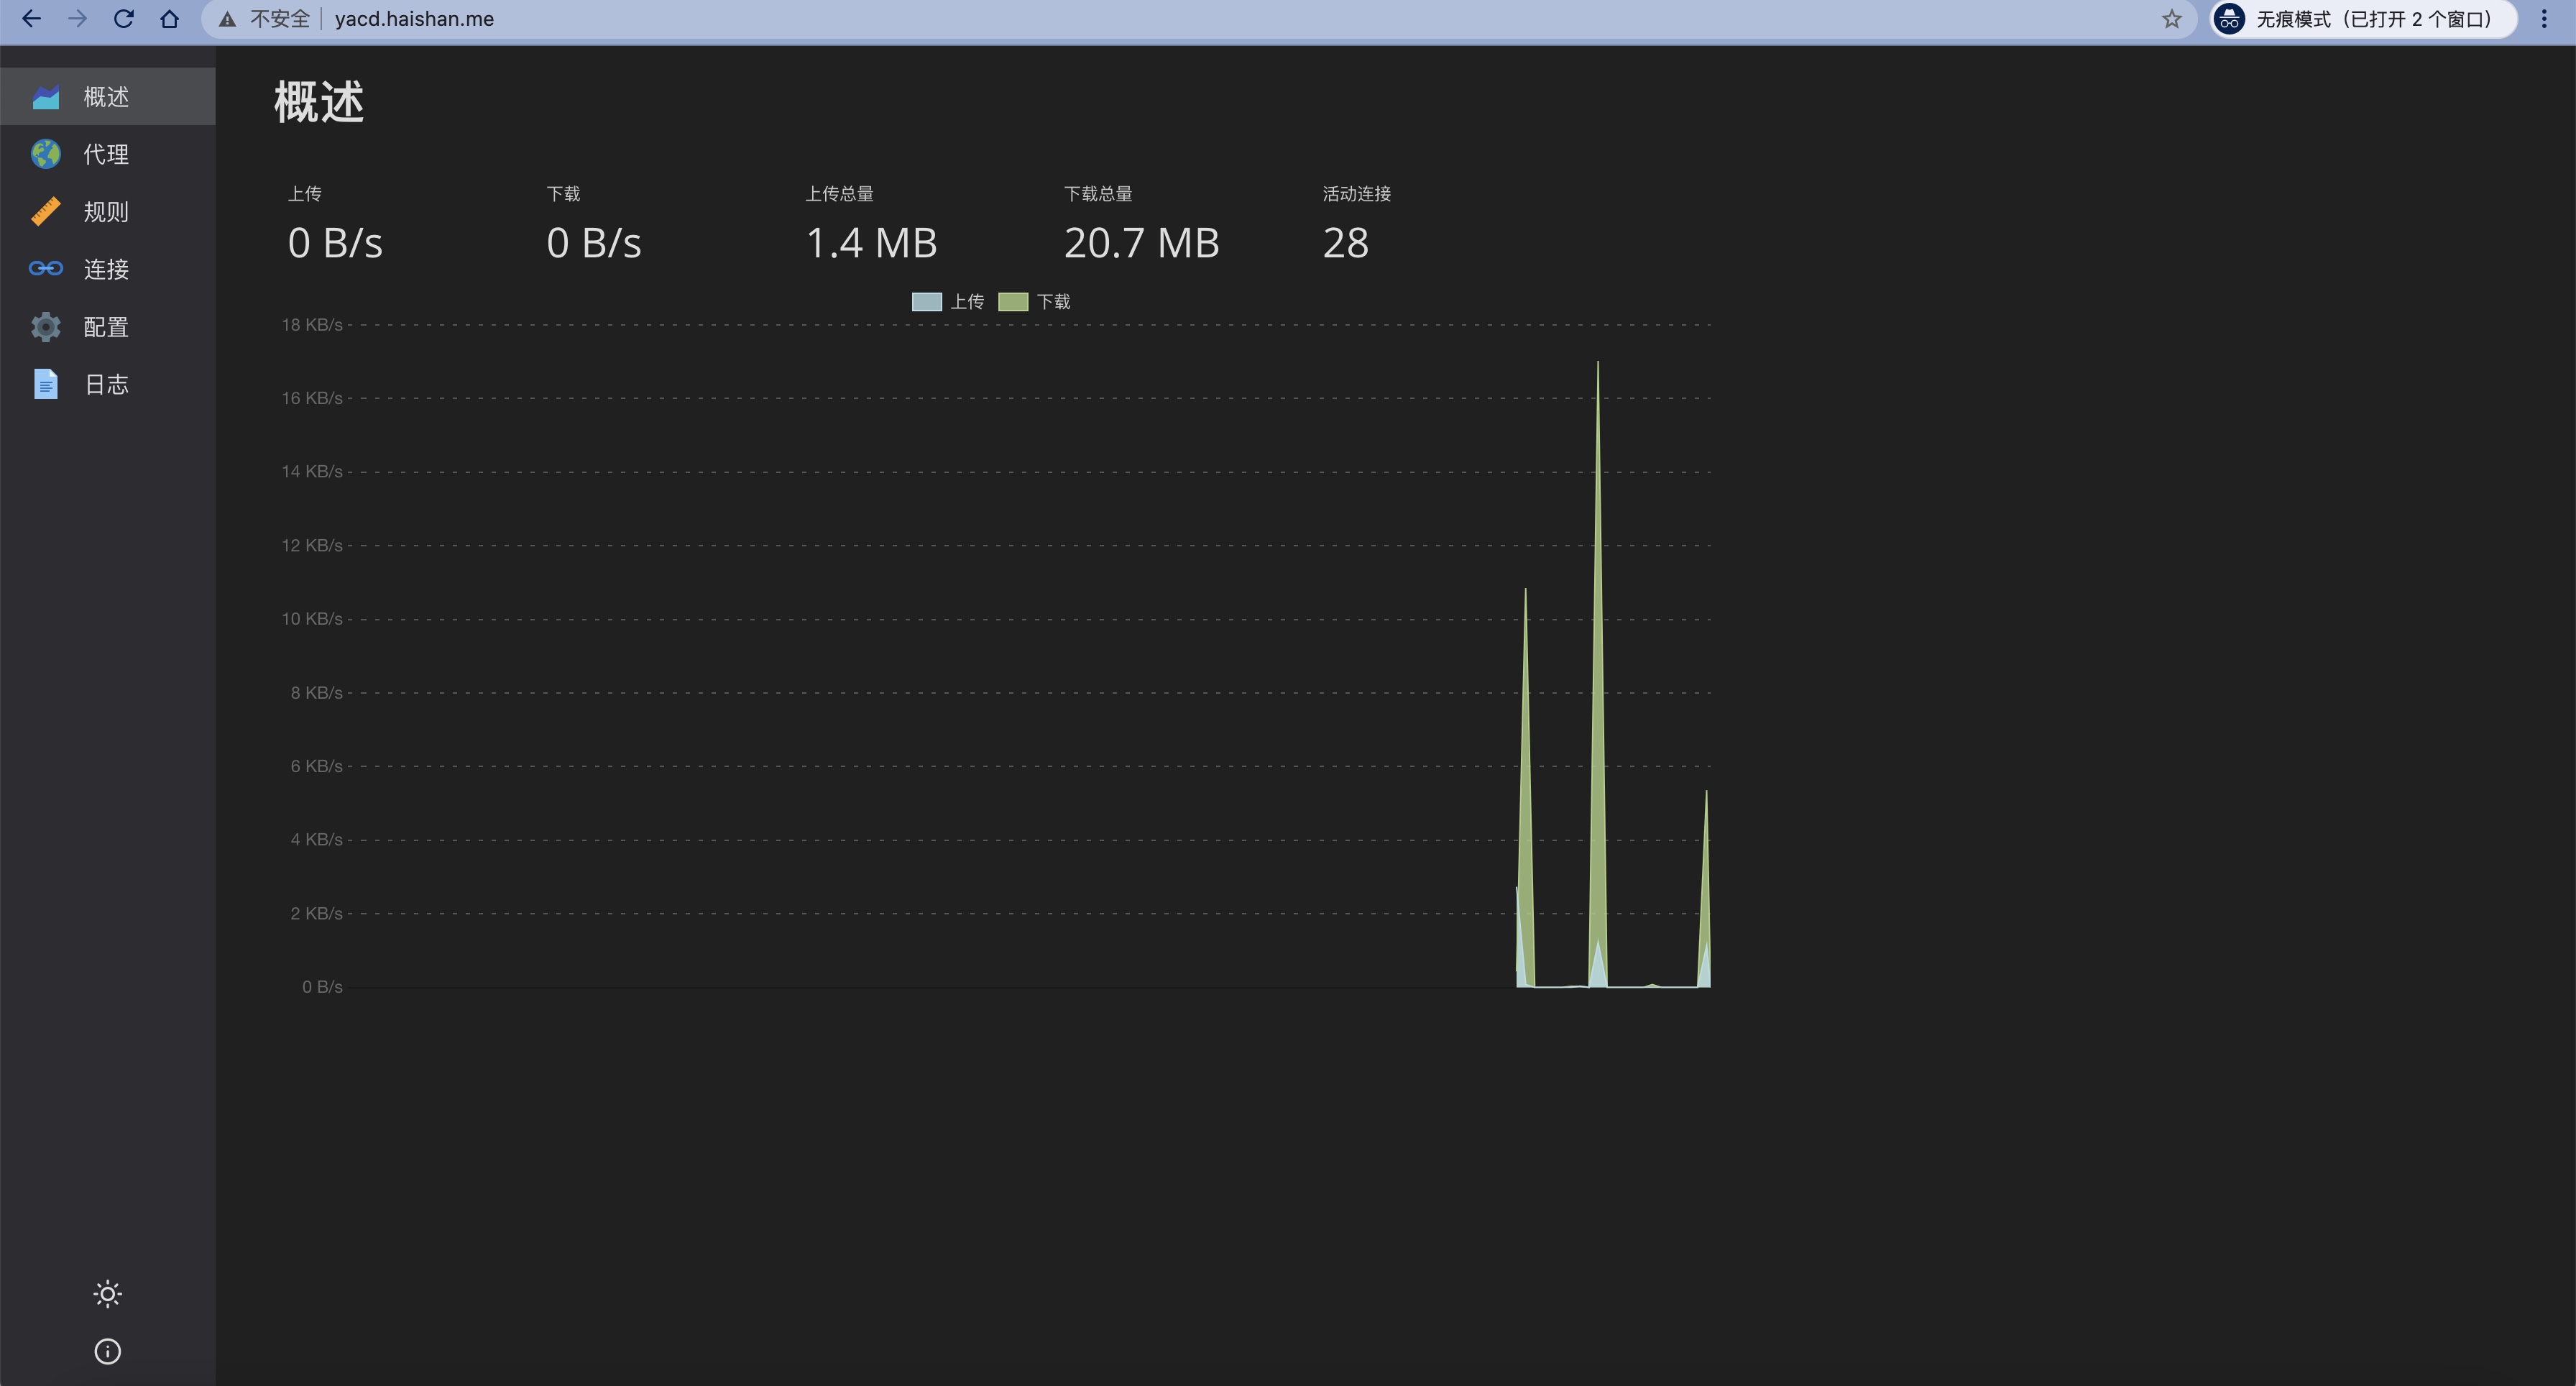 不安全 yacd.haishan.me
无痕模式（已打开 2 个窗口）
概述
代理
规则
连接
配置
日志
概述
上传
0 B/s
下载
0 B/s
上传总量
1.4 MB
下载总量
20.7 MB
活动连接
28
上传 下载
18 KB/s
16 KB/s
14 KB/s
12 KB/s
10 KB/s
8 KB/s
6 KB/s
4 KB/s
2 KB/s
0 B/s